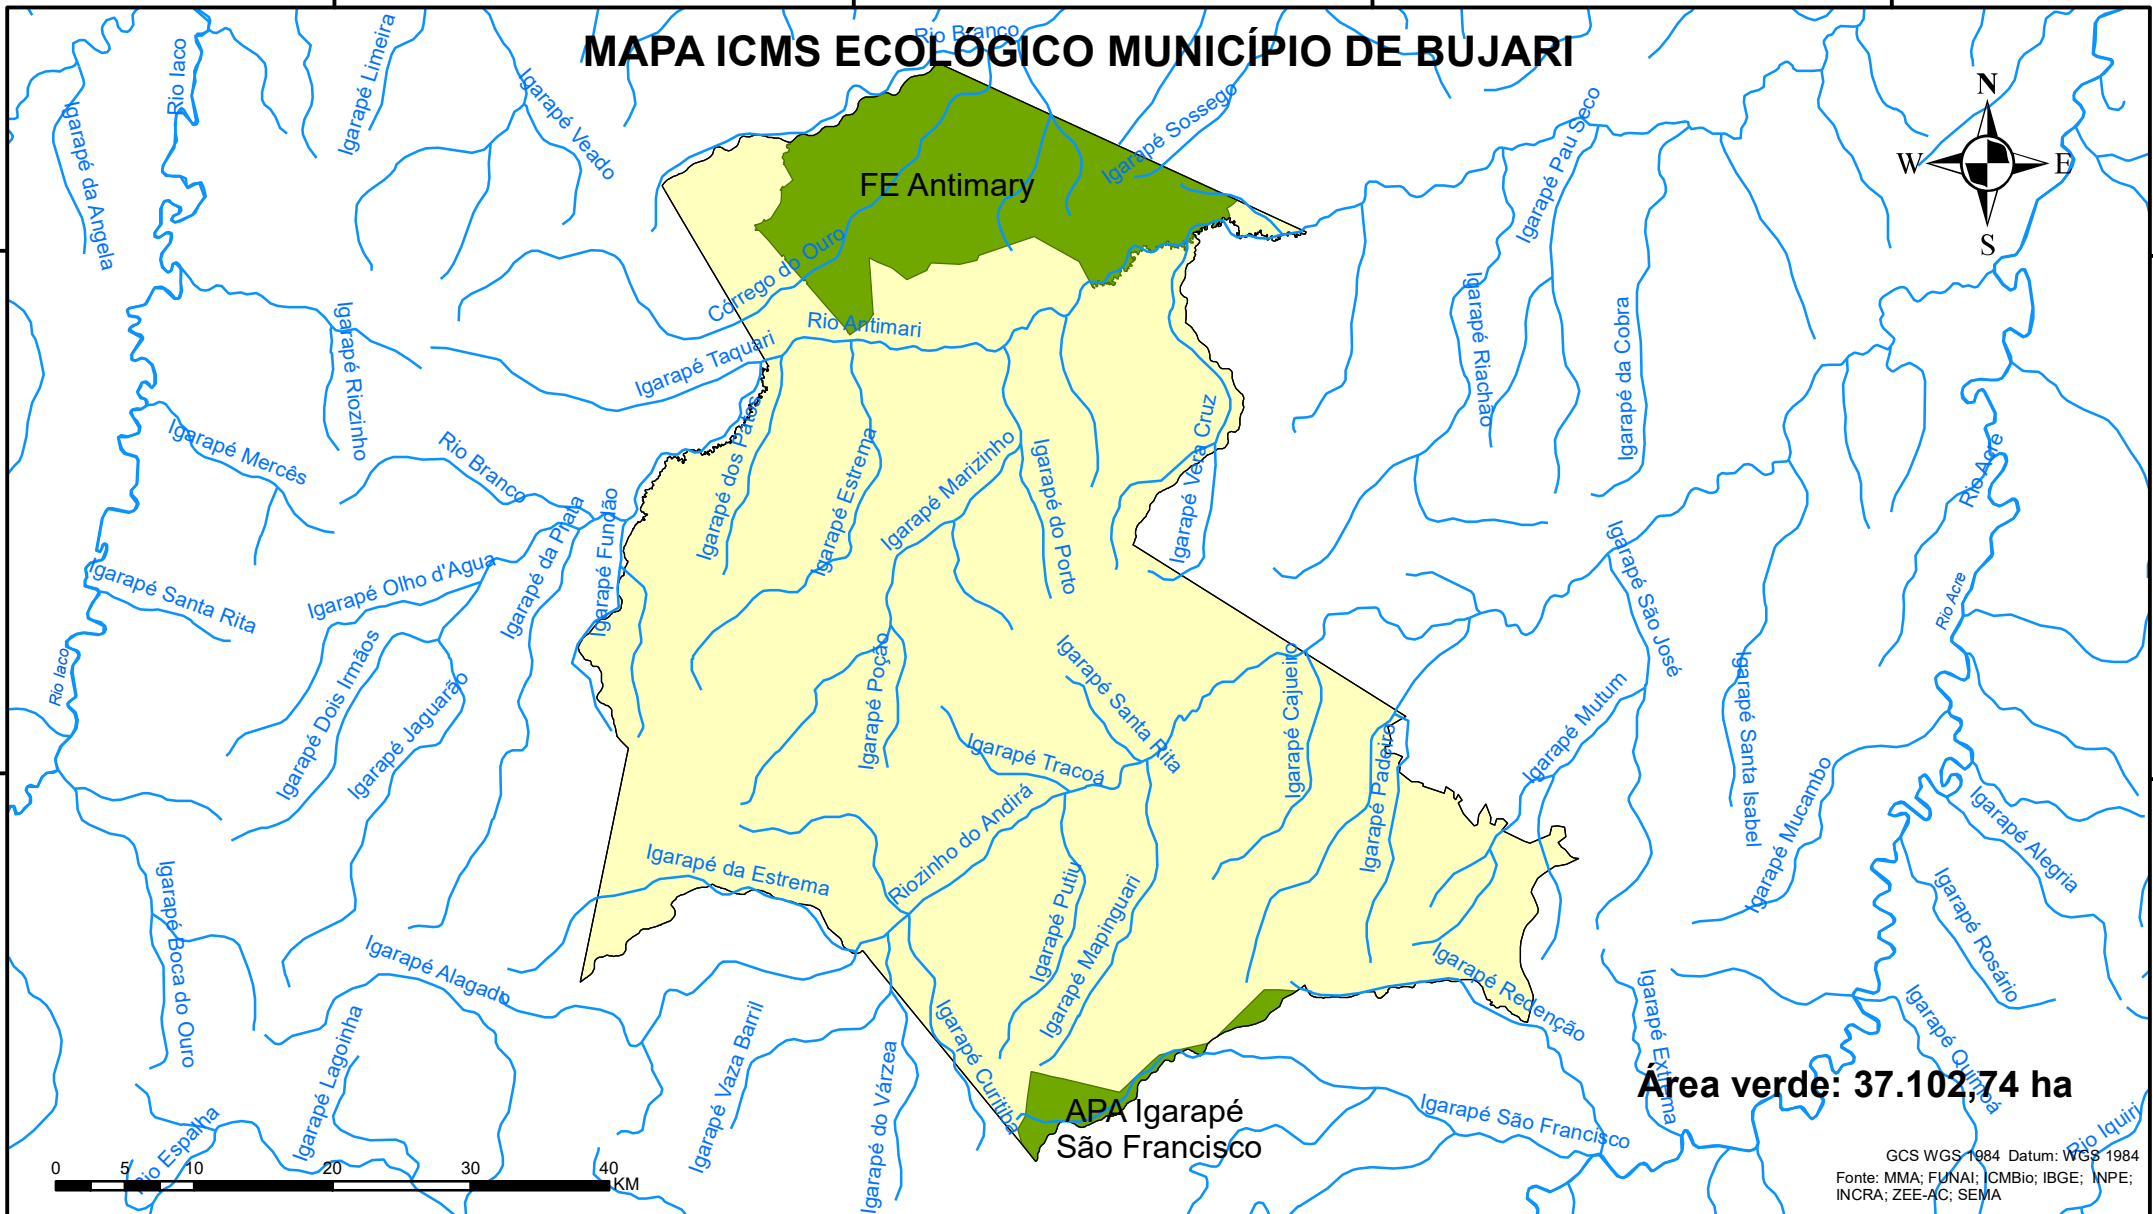 MAPA ICMS ECOLÓGICO MUNICÍPIO DE BUJARI
Rio Branco
Rio Iaco
Igarapé Limeira
Igarapé Veado
Igarapé da Angela
Igarapé Sossego
Igarapé Pau Seco
N
W
E
S
FE Antimary
Córrego do Ouro
Rio Antimari
Igarapé Taquari
Igarapé Riozinho
Igarapé Riachão
Igarapé da Cobra
Igarapé Mercês
Rio Branco
Igarapé dos Patos
Igarapé Estrema
Igarapé Marizinho
Igarapé do Porto
Igarapé Vera Cruz
Rio Acre
Igarapé Fundão
Igarapé da Prata
Igarapé Olho d'Agua
Igarapé Santa Rita
Igarapé São José
Rio Acre
Rio Iaco
Igarapé Dois Irmãos
Igarapé Jaguarão
Igarapé Poção
Igarapé Santa Rita
Igarapé Cajueiro
Igarapé Mutum
Igarapé Santa Isabel
Igarapé Tracoá
Igarapé Padeiro
Riozinho do Andirá
Igarapé Mucambo
Igarapé Alegria
Igarapé da Estrema
Igarapé Putiu
Igarapé Mapinguari
Igarapé Boca do Ouro
Igarapé Rosário
Igarapé Alagado
Igarapé Redenção
Igarapé Extrema
Igarapé Quimoá
Igarapé Lagoinha
Igarapé Vaza Barril
Igarapé do Várzea
Igarapé Curitiba
Área verde: 37.102,74 ha
APA Igarapé
São Francisco
Igarapé São Francisco
Rio Espalha
Rio Iquiri
0 5 10 20 30 40
KM
GCS WGS 1984 Datum: WGS 1984
Fonte: MMA; FUNAI; ICMBio; IBGE; INPE;
INCRA; ZEE-AC; SEMA